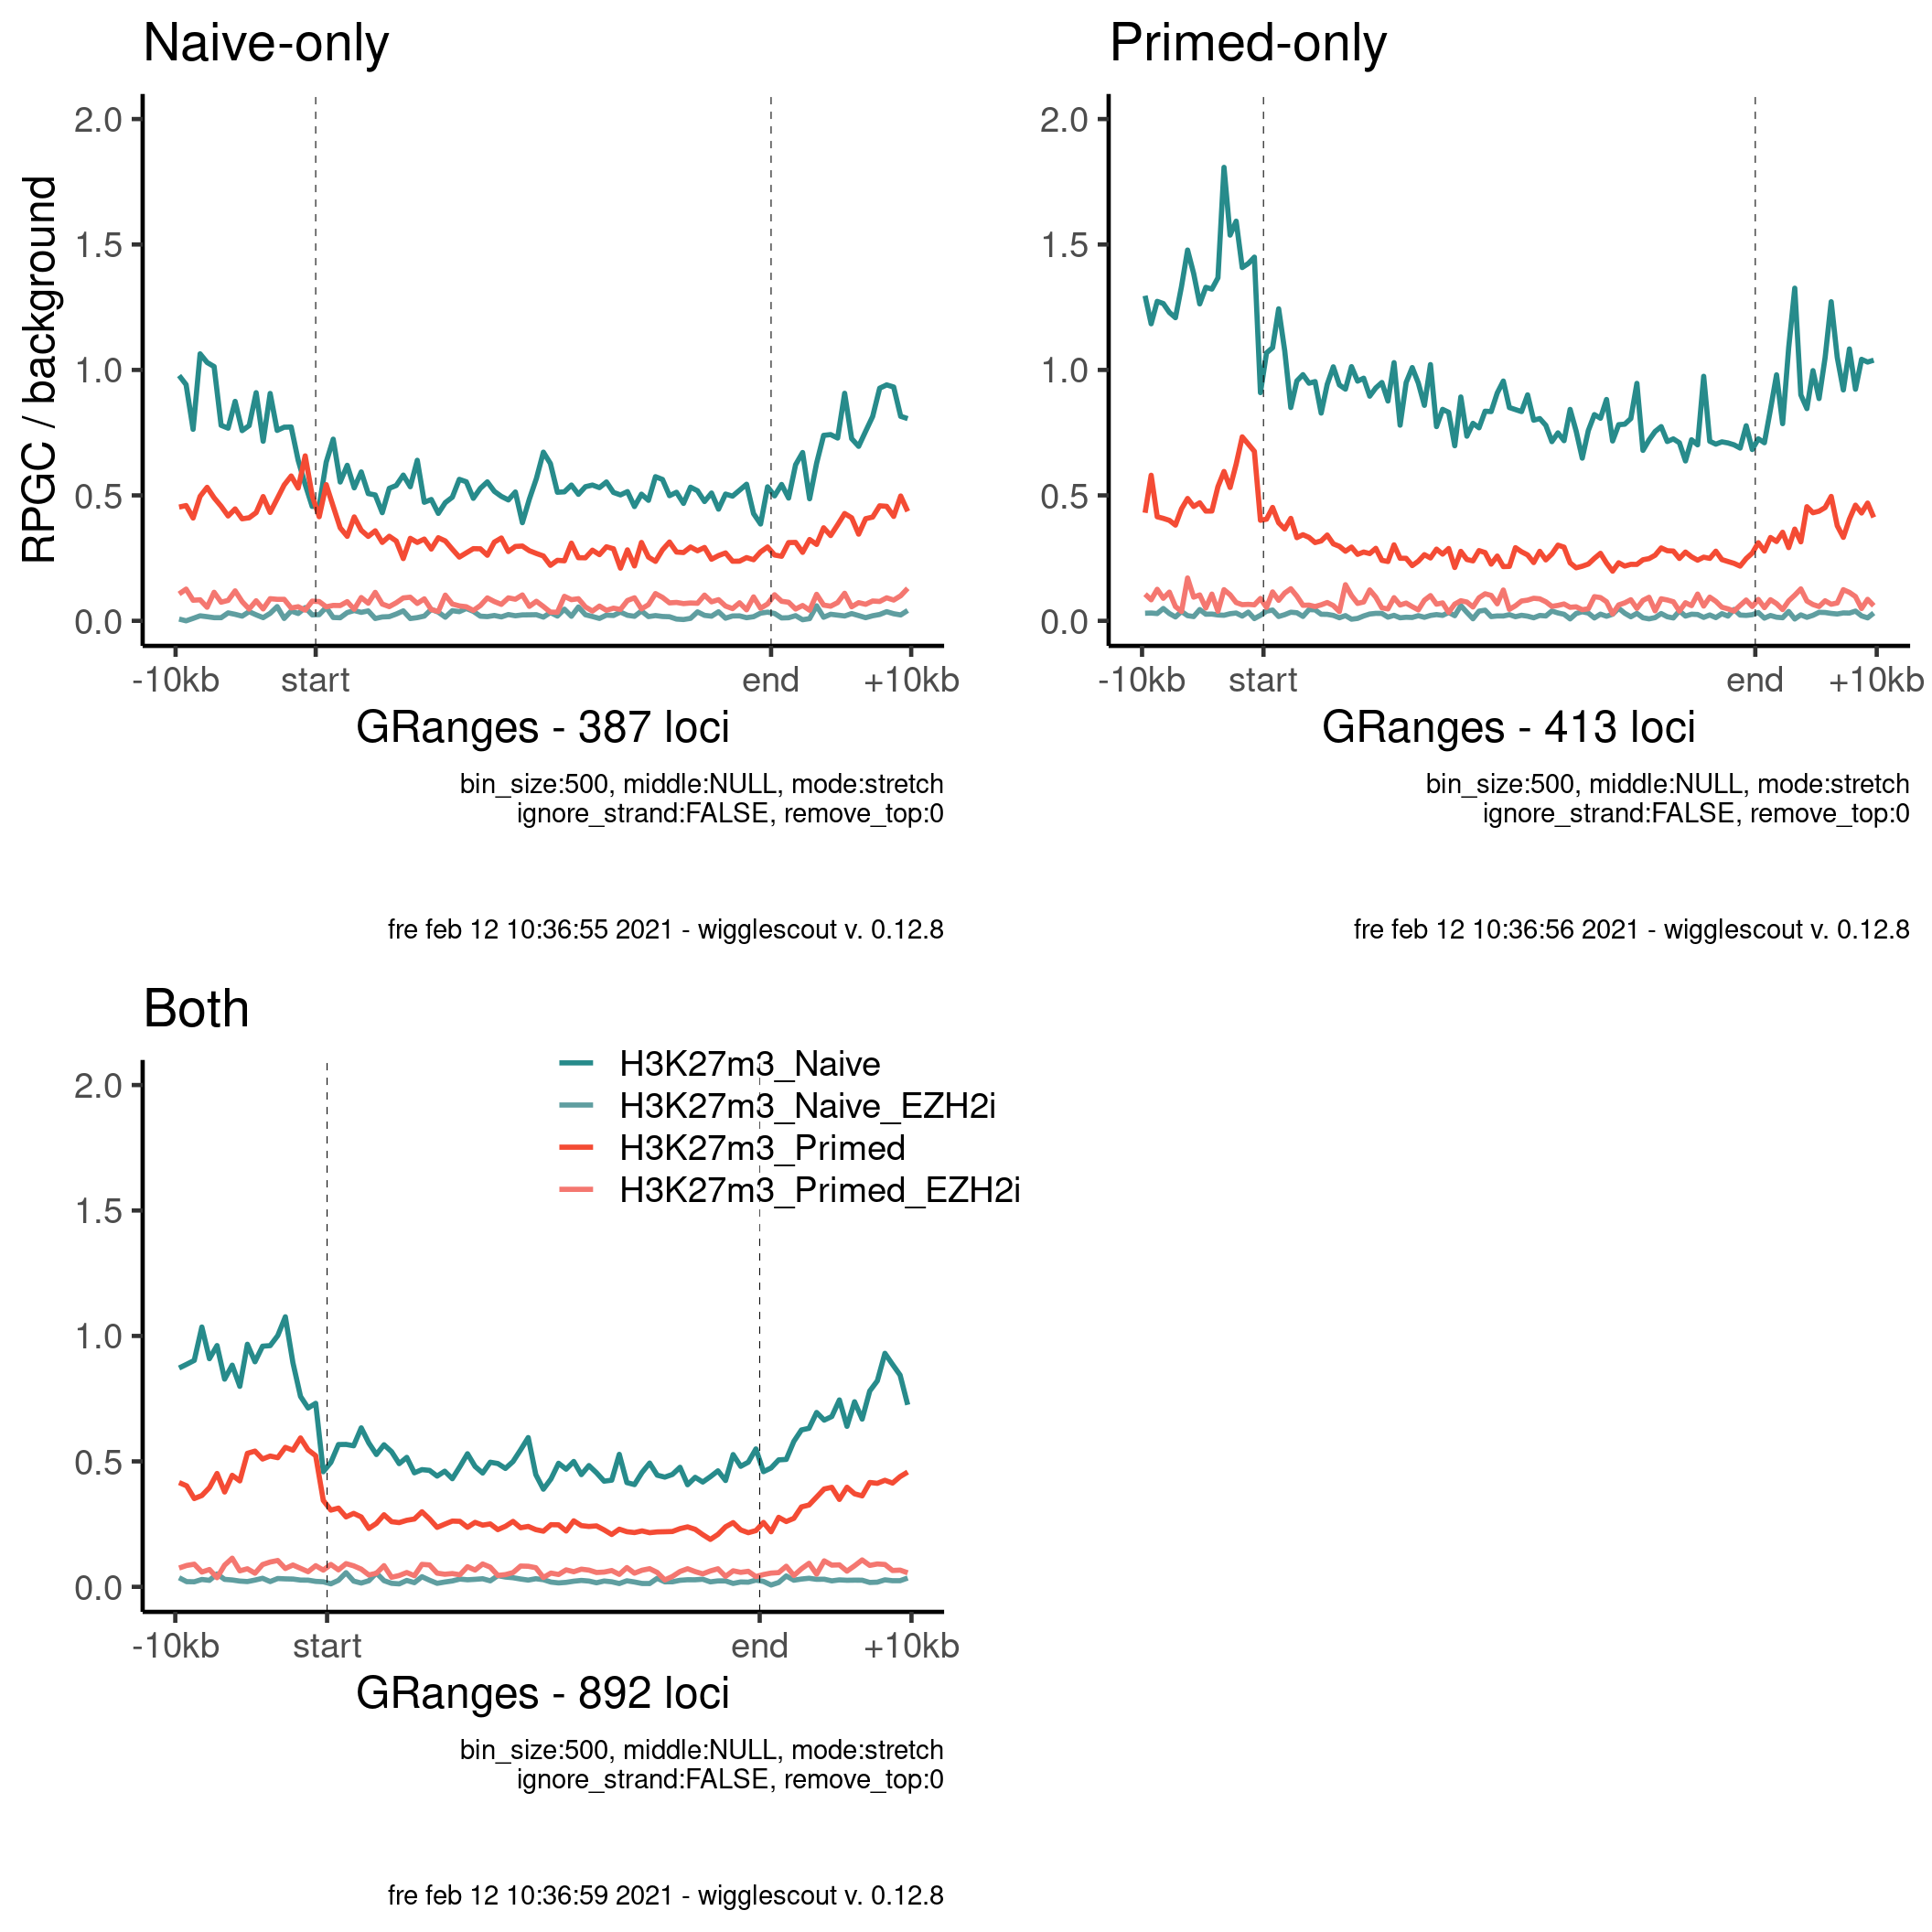 Naive-only
RPGC / background
2.0
1.5
1.0
0.5
0.0
-10kb start end +10kb
GRanges - 387 loci
bin_size:500, middle:NULL, mode:stretch
ignore_strand:FALSE, remove_top:0
fre feb 12 10:36:55 2021 - wigglescout v. 0.12.8
Primed-only
2.0
1.5
1.0
0.5
0.0
-10kb start end +10kb
GRanges - 413 loci
bin_size:500, middle:NULL, mode:stretch
ignore_strand:FALSE, remove_top:0
fre feb 12 10:36:56 2021 - wigglescout v. 0.12.8
Both
H3K27m3_Naive
H3K27m3_Naive_EZH2i
H3K27m3_Primed
H3K27m3_Primed_EZH2i
2.0
1.5
1.0
0.5
0.0
-10kb start end +10kb
GRanges - 892 loci
bin_size:500, middle:NULL, mode:stretch
ignore_strand:FALSE, remove_top:0
fre feb 12 10:36:59 2021 - wigglescout v. 0.12.8